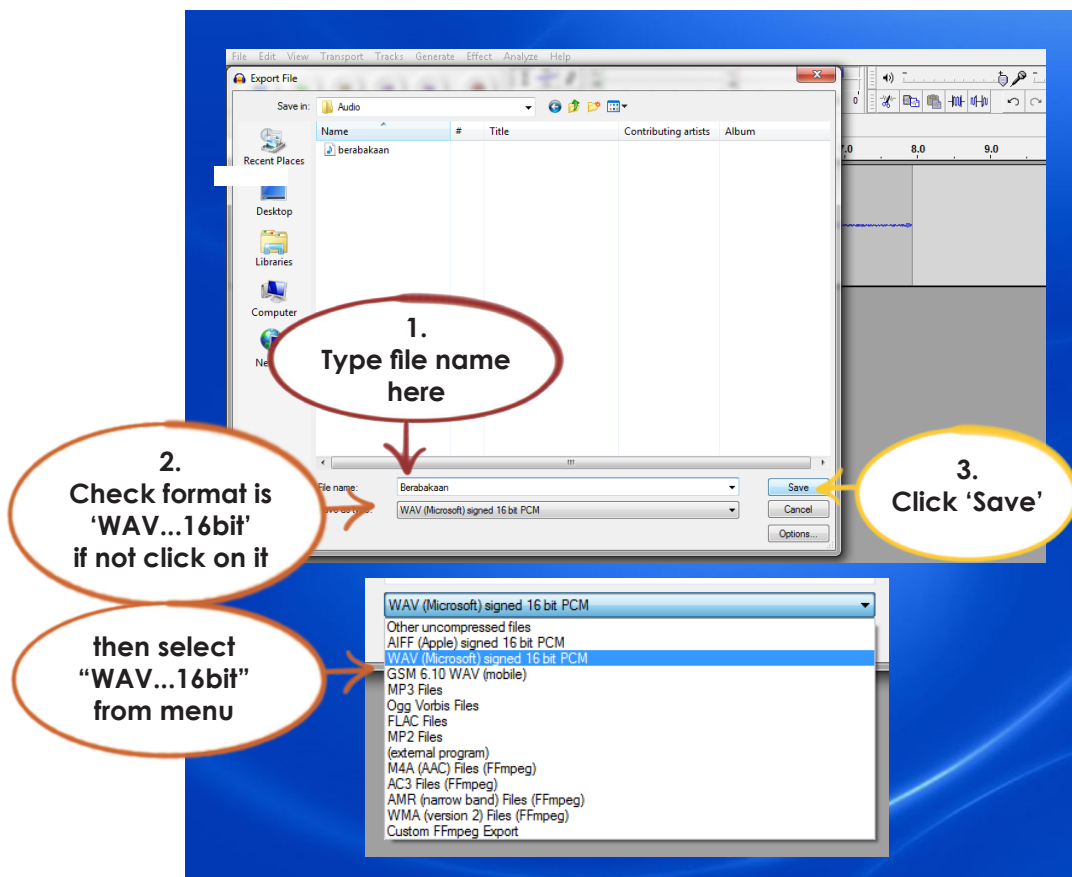 File Edit View Transport Tracks Generate Effect Analyze Help
Export File
Save in: Audio
Name # Title Contributing artists Album
berabakaan
Recent Places
Desktop
Libraries
Computer
7.0 8.0 9.0
1.
Type file name
here
2.
Check format is
‘WAV...16bit’
if not click on it
File name: Berabakaan
WAV (Microsoft) signed 16 bit PCM
Save
Cancel
Options...
3.
Click ‘Save’
then select
“WAV...16bit”
from menu
WAV (Microsoft) signed 16 bit PCM
Other uncompressed files
AIFF (Apple) signed 16 bit PCM
WAV (Microsoft) signed 16 bit PCM
GSM 6.10 WAV (mobile)
MP3 Files
Ogg Vorbis Files
FLAC Files
MP2 Files
(external program)
M4A (AAC) Files (FFmpeg)
AC3 Files (FFmpeg)
AMR (narrow band) Files (FFmpeg)
WMA (version 2) Files (FFmpeg)
Custom FFmpeg Export